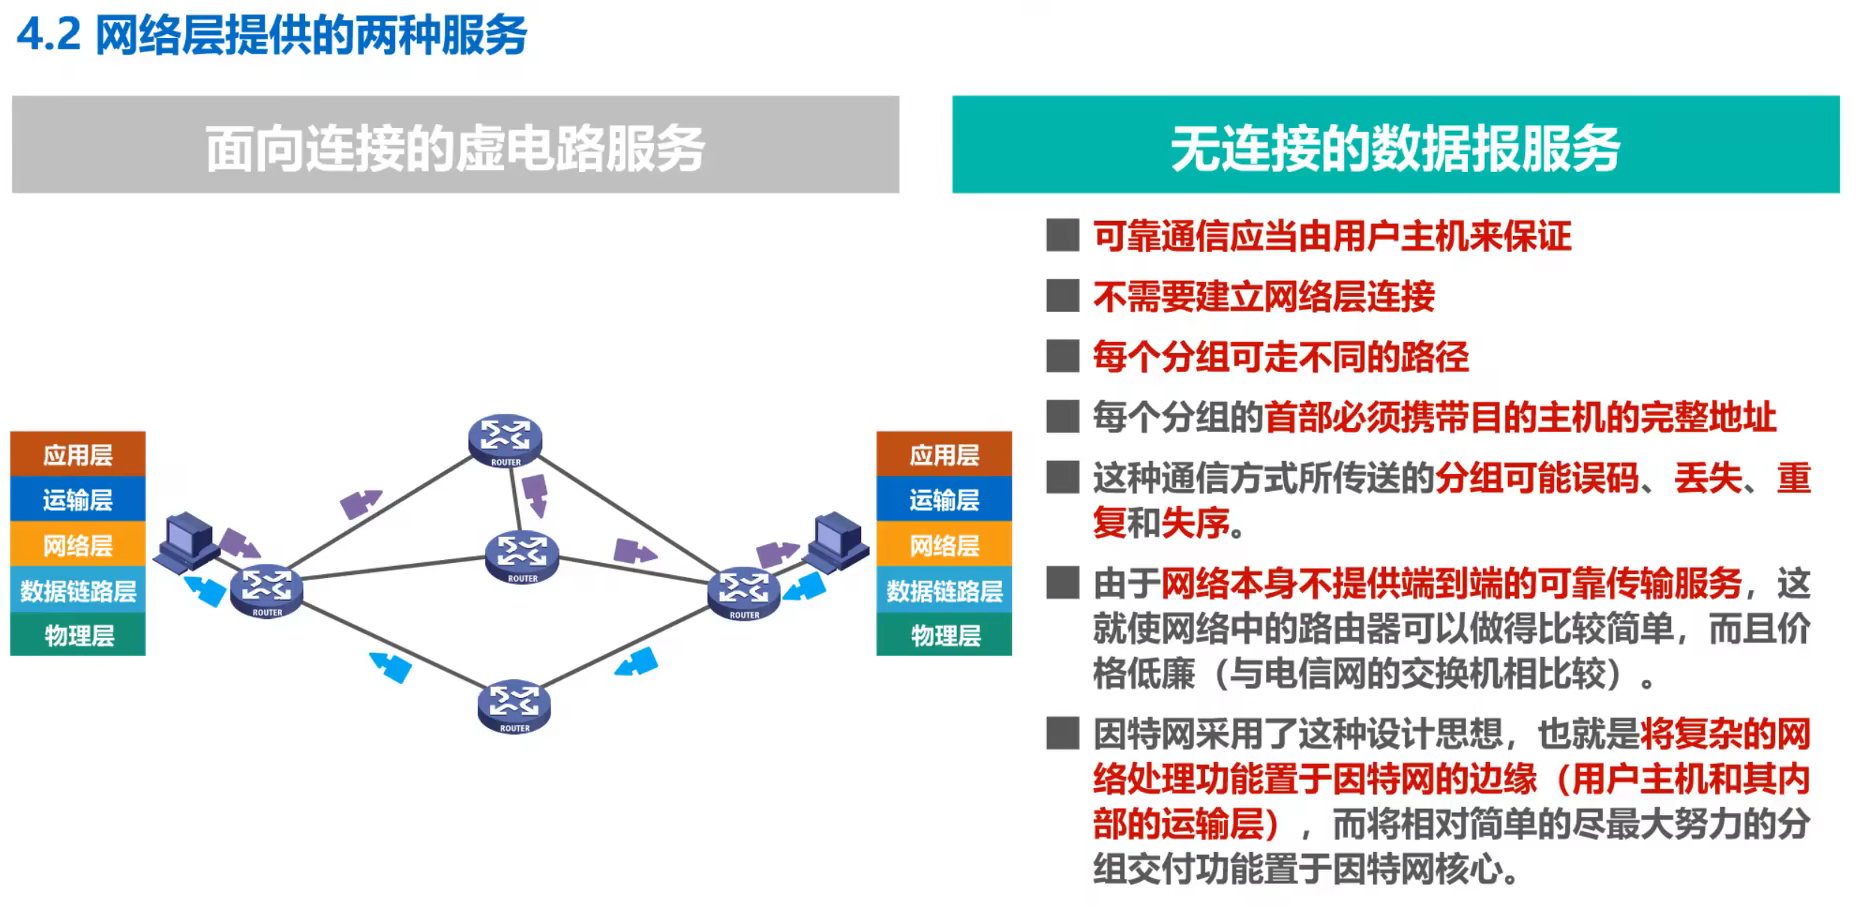 4.2 网络层提供的两种服务
面向连接的虚电路服务
无连接的数据报服务
应用层
运输层
网络层
数据链路层
物理层
ROUTER
ROUTER
ROUTER
ROUTER
ROUTER
应用层
运输层
网络层
数据链路层
物理层
可靠通信应当由用户主机来保证
不需要建立网络层连接
每个分组可走不同的路径
每个分组的首部必须携带目的主机的完整地址
这种通信方式所传送的分组可能误码、丢失、重
复和失序。
由于网络本身不提供端到端的可靠传输服务，这
就使网络中的路由器可以做得比较简单，而且价
格低廉（与电信网的交换机相比较）。
因特网采用了这种设计思想，也就是将复杂的网
络处理功能置于因特网的边缘（用户主机和其内
部的运输层），而将相对简单的尽最大努力的分
组交付功能置于因特网核心。